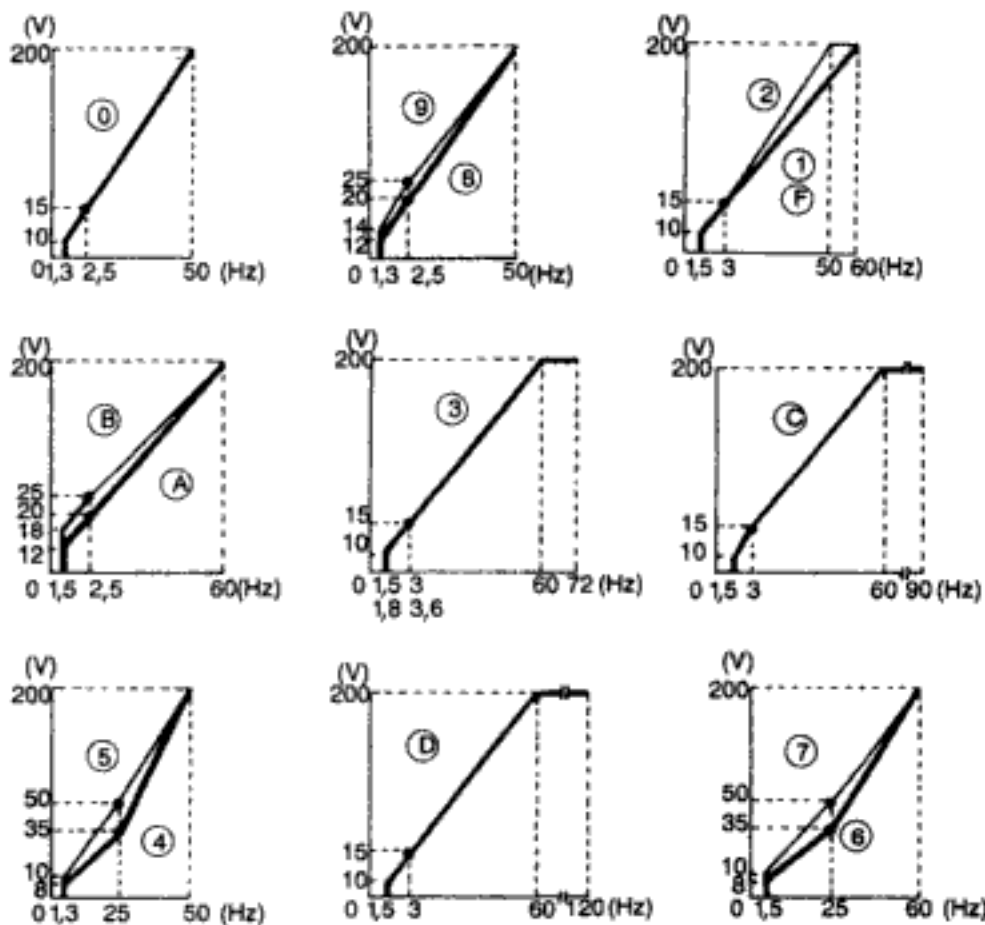 (V)
200
0
15
10
0 1,3 2,5 50 (Hz)
(V)
200
9
8
25
20
14
12
0 1,3 2,5 50 (Hz)
(V)
200
2
1
F
15
10
0 1,5 3 50 60 (Hz)
(V)
200
B
A
25
20
18
12
0 1,5 2,5 60 (Hz)
(V)
200
3
15
10
0 1,5 3 60 72 (Hz)
1,8 3,6
(V)
200
C
15
10
0 1,5 3 60 90 (Hz)
(V)
200
5
50
35
4
10
8
0 1,3 25 50 (Hz)
(V)
200
D
15
10
0 1,5 3 60 120 (Hz)
(V)
200
7
50
35
6
10
8
0 1,5 25 60 (Hz)